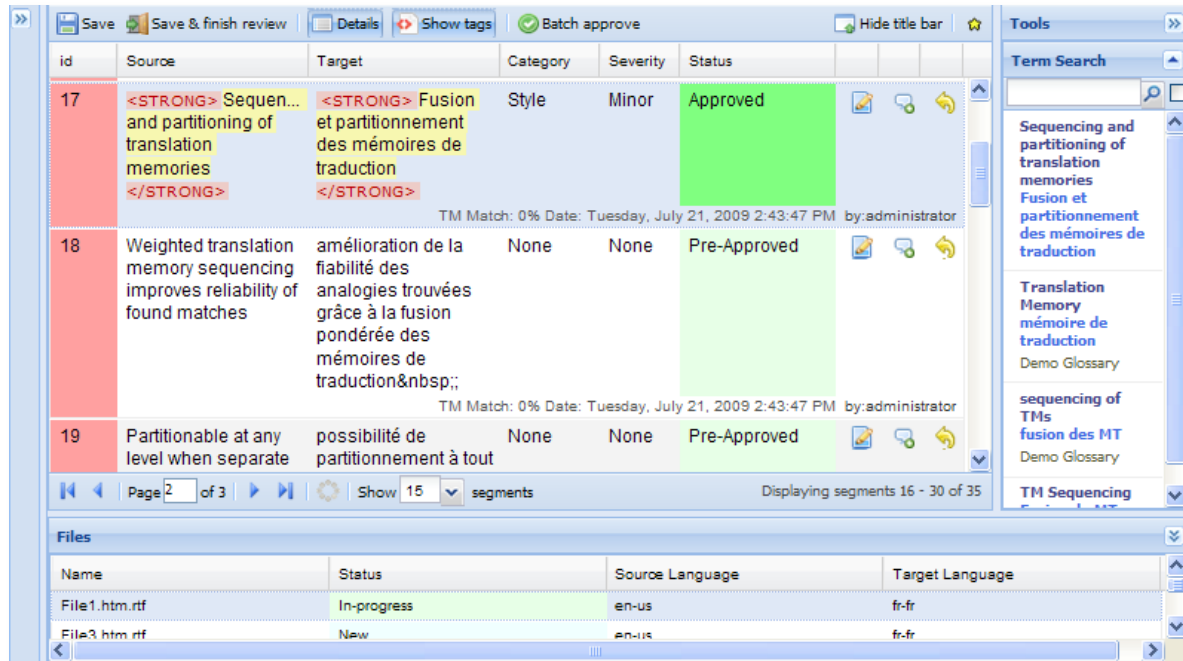 Save Save & finish review Details Show tags Batch approve Hide title bar
id Source Target Category Severity Status
17 <STRONG> Sequen... <STRONG> Fusion Style Minor Approved
and partitioning of et partitionnement
translation des mémoires de
memories traduction
</STRONG> </STRONG>
TM Match: 0% Date: Tuesday, July 21, 2009 2:43:47 PM by:administrator
18 Weighted translation amélioration de la None None Pre-Approved
memory sequencing fiabilité des
improves reliability of analogies trouvées
found matches grâce à la fusion
pondérée des
mémoires de
traduction&nbsp;;
TM Match: 0% Date: Tuesday, July 21, 2009 2:43:47 PM by:administrator
19 Partitionable at any possibilité de None None Pre-Approved
level when separate partitionnement à tout
Page 2 of 3 Show 15 segments Displaying segments 16 - 30 of 35
Tools
Term Search
Sequencing and
partitioning of
translation
memories
Fusion et
partitionnement
des mémoires de
traduction
Translation
Memory
mémoire de
traduction
Demo Glossary
sequencing of
TMs
fusion des MT
Demo Glossary
TM Sequencing
Files
Name Status Source Language Target Language
File1.htm.rtf In-progress en-us fr-fr
File3.htm.rtf New en-us fr-fr